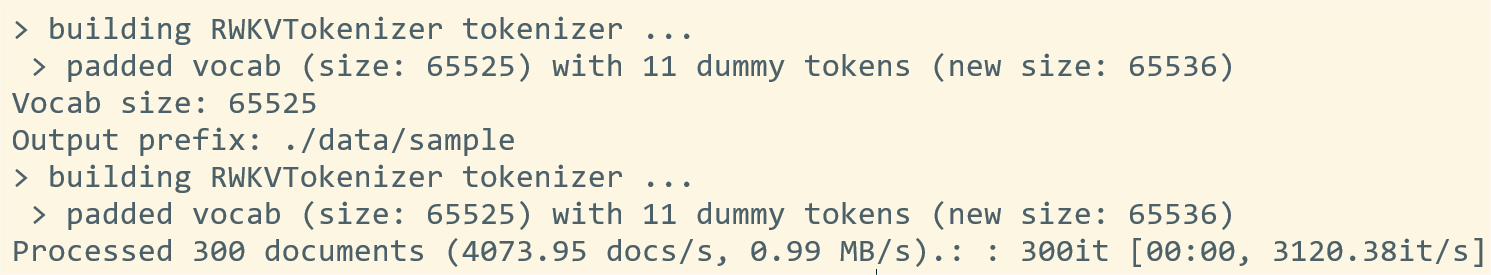 > building RWKVTokenizer tokenizer ...
 > padded vocab (size: 65525) with 11 dummy tokens (new size: 65536)
Vocab size: 65525
Output prefix: ./data/sample
> building RWKVTokenizer tokenizer ...
 > padded vocab (size: 65525) with 11 dummy tokens (new size: 65536)
Processed 300 documents (4073.95 docs/s, 0.99 MB/s).: : 300it [00:00, 3120.38it/s]